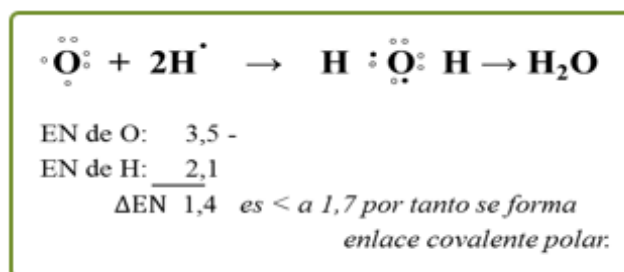 O + 2H → H O H → H₂O
EN de O: 3,5 -
EN de H: 2,1
ΔEN 1,4 es < a 1,7 por tanto se forma
enlace covalente polar.